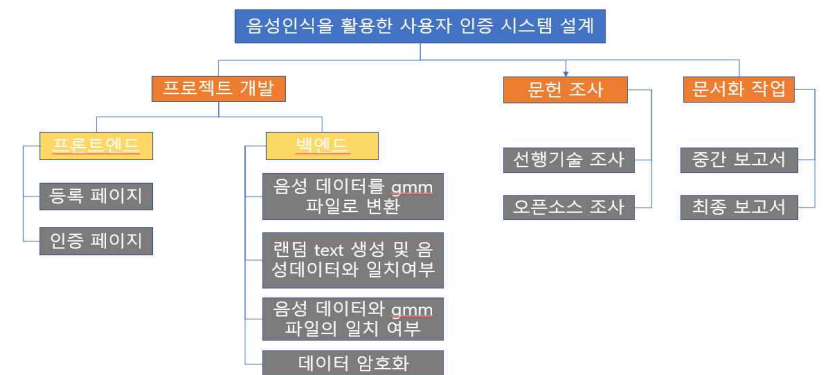 음성인식을 활용한 사용자 인증 시스템 설계
프로젝트 개발
문헌 조사
문서화 작업
프론트엔드
백엔드
등록 페이지
인증 페이지
음성 데이터를 gmm
파일로 변환
랜덤 text 생성 및 음
성데이터와 일치여부
음성 데이터와 gmm
파일의 일치 여부
데이터 암호화
선행기술 조사
오픈소스 조사
중간 보고서
최종 보고서